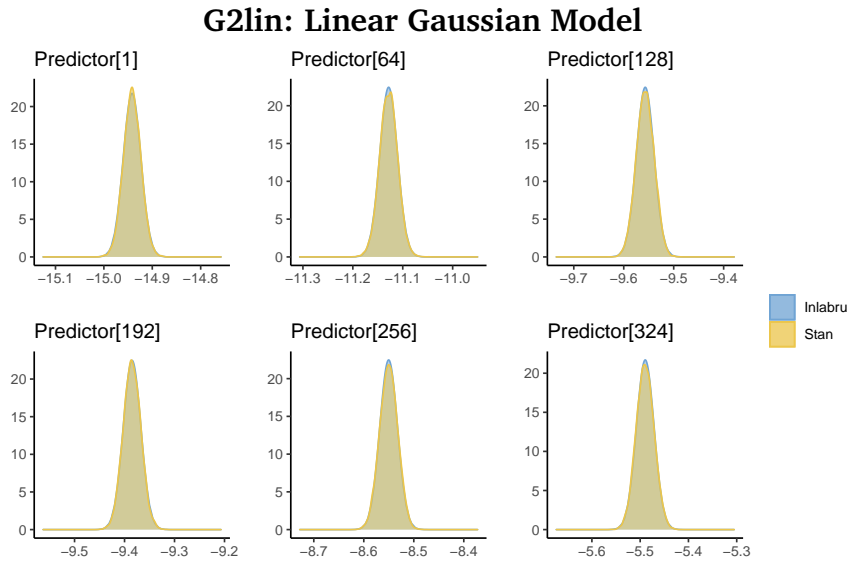 G2lin: Linear Gaussian Model
Predictor[1]
20
15
10
5
0
−15.1 −15.0 −14.9 −14.8
Predictor[64]
20
15
10
5
0
−11.3 −11.2 −11.1 −11.0
Predictor[128]
20
15
10
5
0
−9.7 −9.6 −9.5 −9.4
Inlabru
Stan
Predictor[192]
20
15
10
5
0
−9.5 −9.4 −9.3 −9.2
Predictor[256]
20
15
10
5
0
−8.7 −8.6 −8.5 −8.4
Predictor[324]
20
15
10
5
0
−5.6 −5.5 −5.4 −5.3